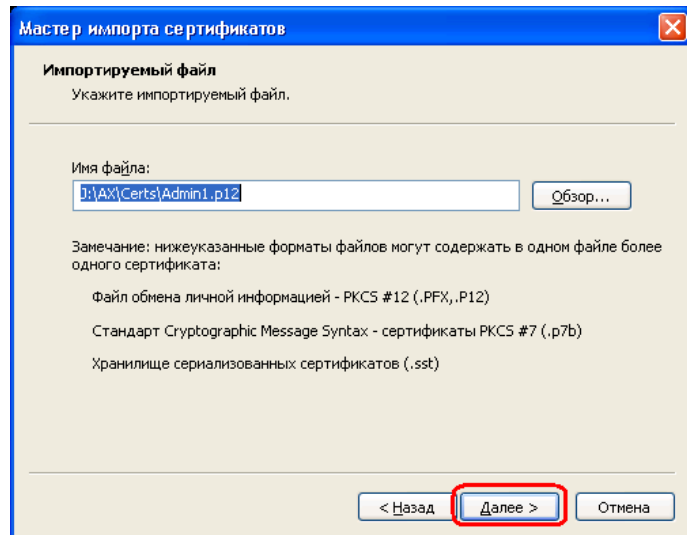 Мастер импорта сертификатов
Импортируемый файл
Укажите импортируемый файл.
Имя файла:
J:\AX\Certs\Admin1.p12
Обзор...
Замечание: нижеуказанные форматы файлов могут содержать в одном файле более
одного сертификата:
Файл обмена личной информацией - PKCS #12 (.PFX,.P12)
Стандарт Cryptographic Message Syntax - сертификаты PKCS #7 (.p7b)
Хранилище сериализованных сертификатов (.sst)
< Назад
Далее >
Отмена